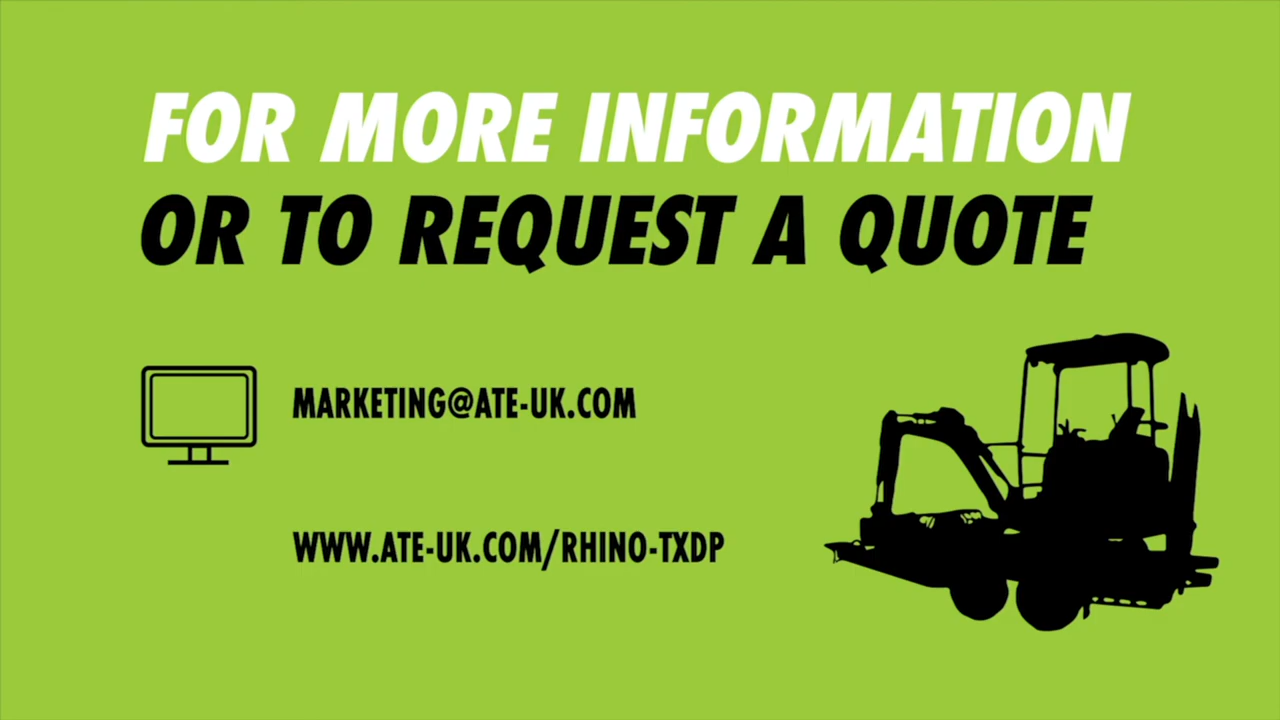 FOR MORE INFORMATION
OR TO REQUEST A QUOTE
MARKETING@ATE-UK.COM
WWW.ATE-UK.COM/RHINO-TXDP